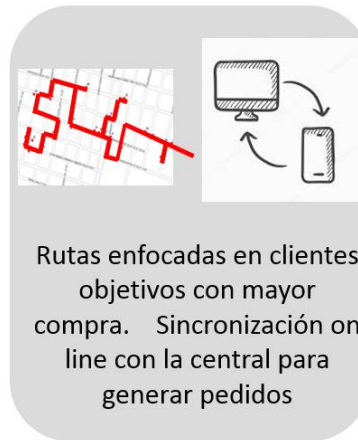 Rutas enfocadas en clientes
objetivos con mayor
compra. Sincronización on
line con la central para
generar pedidos